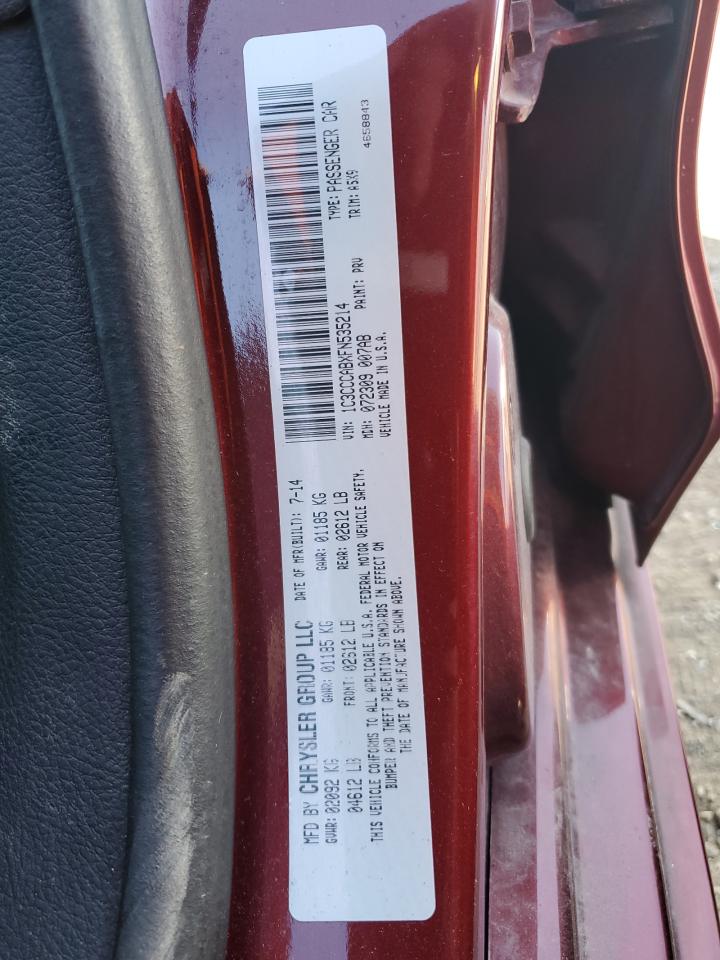 MFD BY CHRYSLER GROUP LLC DATE OF MFR(BUILT): 7-14
GVWR: 02092 KG GAWR: 01185 KG GAWR: 01185 KG
04612 LB FRONT: 02612 LB REAR: 02612 LB
THIS VEHICLE CONFORMS TO ALL APPLICABLE U.S.A. FEDERAL MOTOR VEHICLE SAFETY,
BUMPER AND THEFT PREVENTION STANDARDS IN EFFECT ON
THE DATE OF MANUFACTURE SHOWN ABOVE.
VIN: 1C3CCCABXFN535214 TYPE: PASSENGER CAR
MDH: 072309 007AB PAINT: PRV TRIM: A5X9
VEHICLE MADE IN U.S.A. 4658843